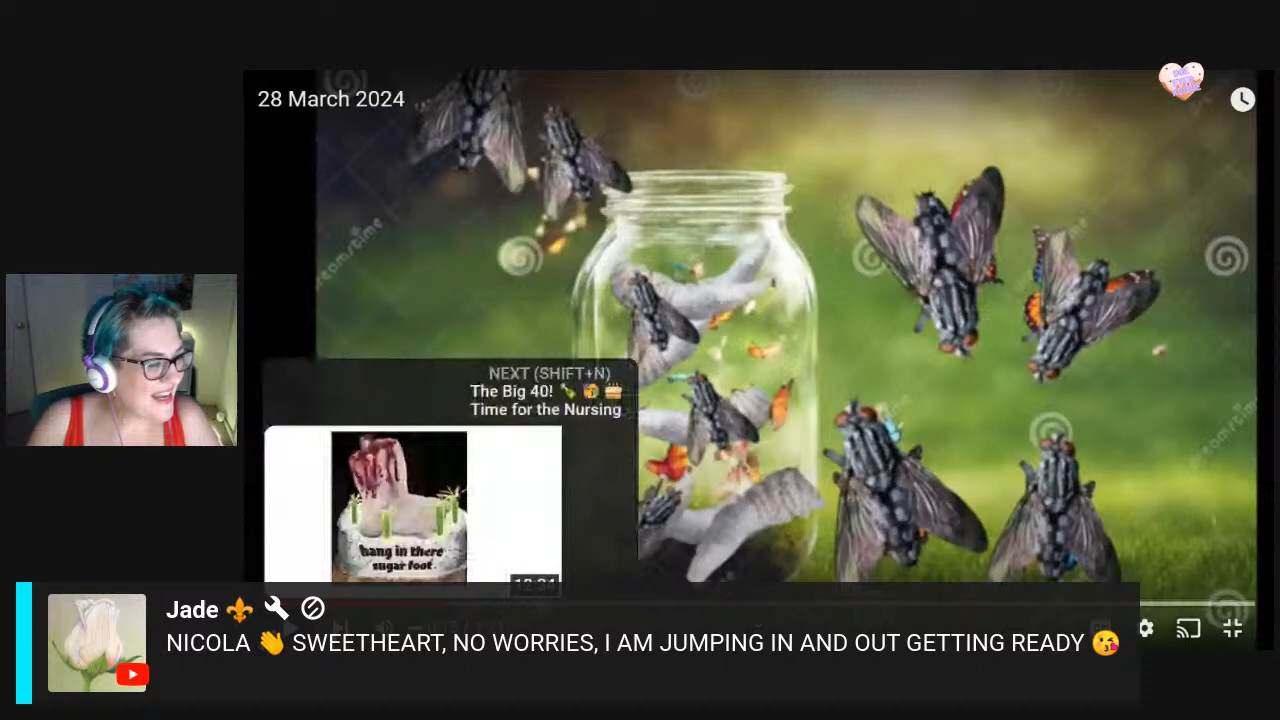 28 March 2024
NEXT (SHIFT+N)
The Big 40! 🍾 🥳 🎂
Time for the Nursing
hang in there
sugar foot
Jade ⚜️ 🔧
NICOLA 👋 SWEETHEART, NO WORRIES, I AM JUMPING IN AND OUT GETTING READY 😘